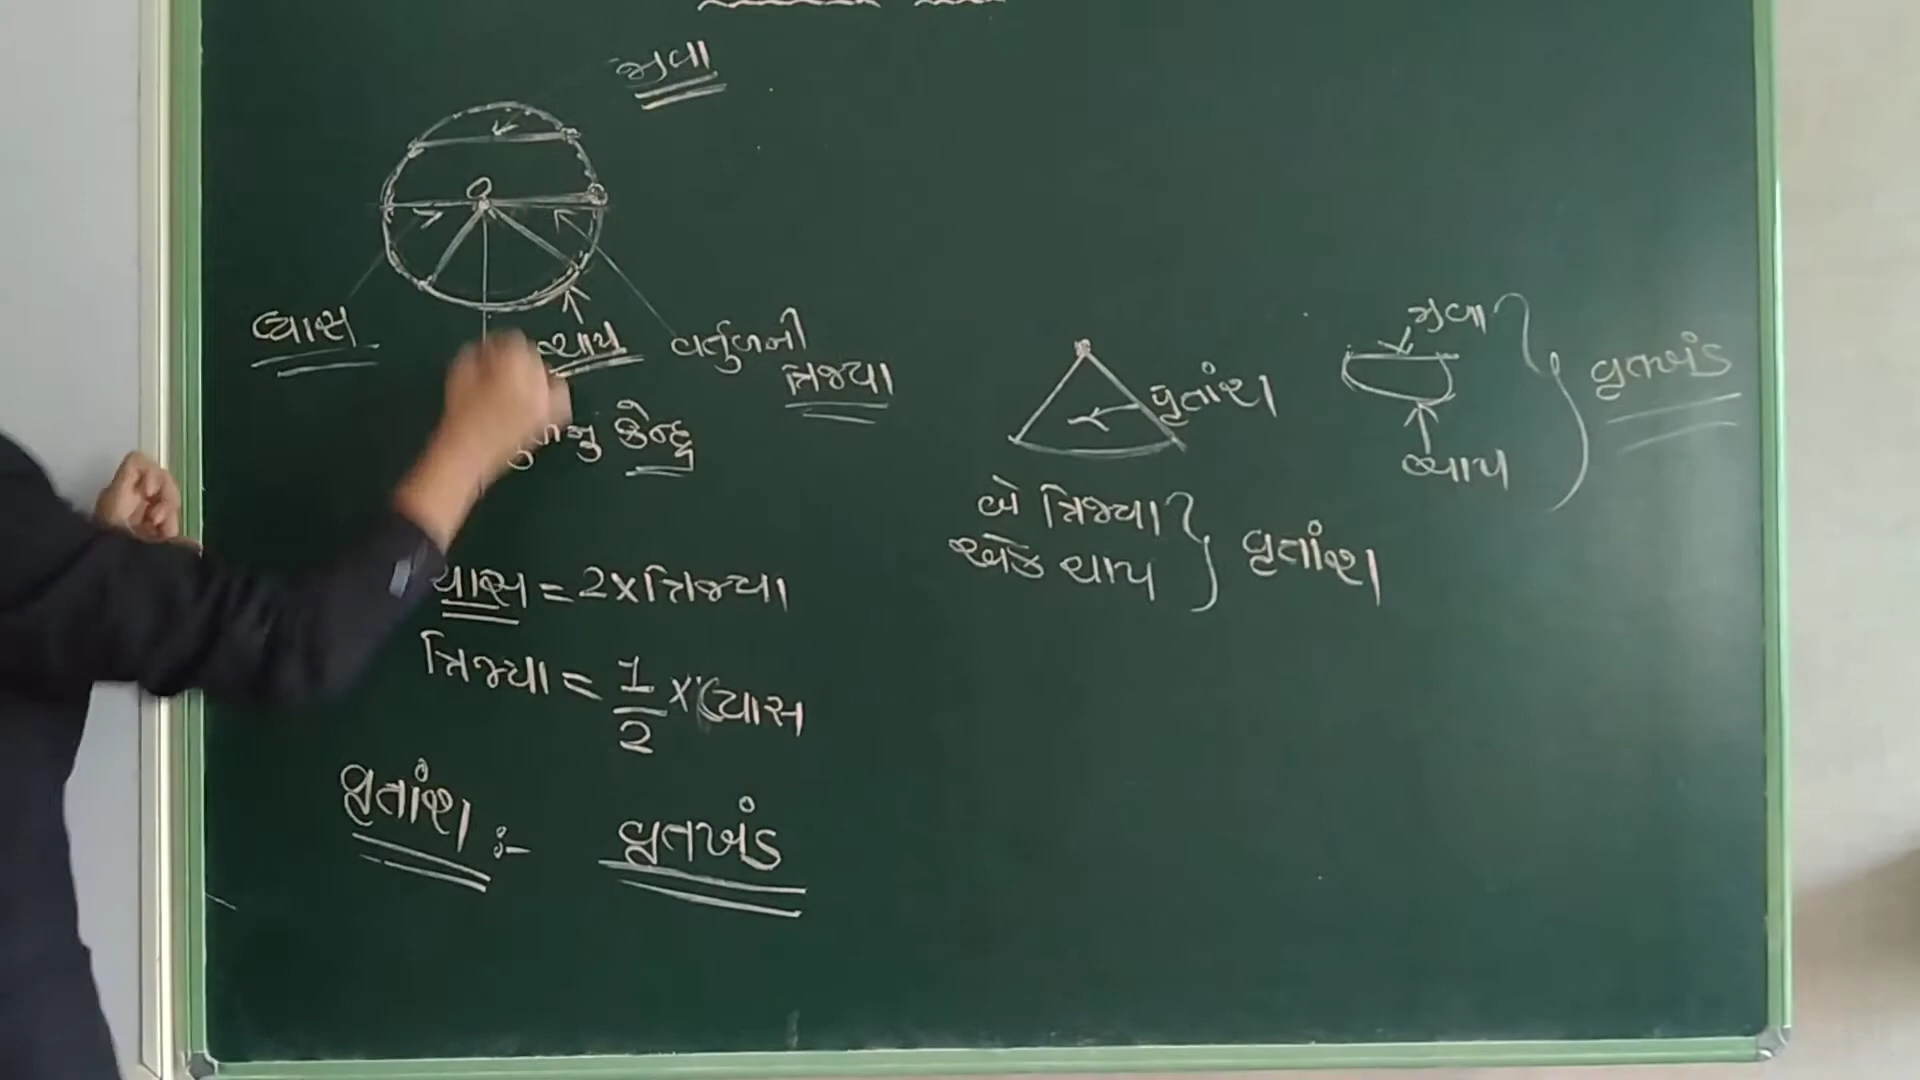 જીવા
O
વ્યાસ
ચાપ
વર્તુળની
ત્રિજ્યા
કેન્દ્ર
વ્યાસ = 2 x ત્રિજ્યા
ત્રિજ્યા = 1/2 x વ્યાસ
વૃતાંશ :-
વૃતખંડ
વૃતાંશ
બે ત્રિજ્યા
એક ચાપ
વૃતાંશ
જીવા
ચાપ
વૃતખંડ